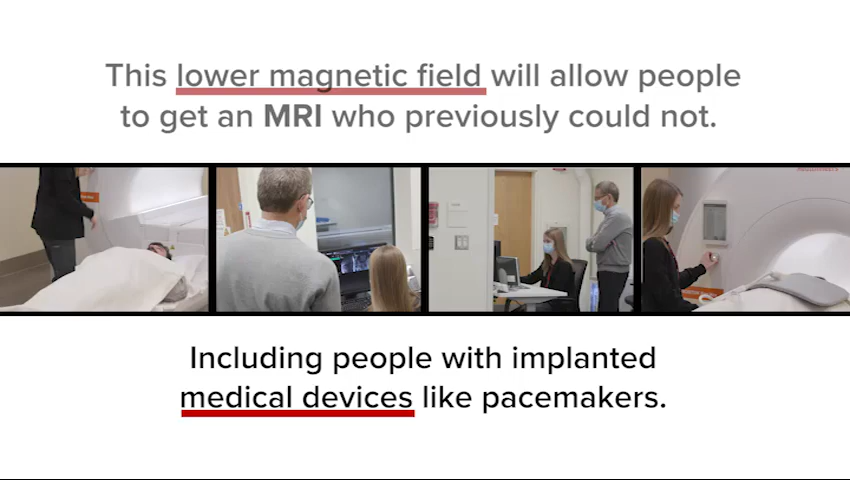 This lower magnetic field will allow people
to get an MRI who previously could not.
Including people with implanted
medical devices like pacemakers.